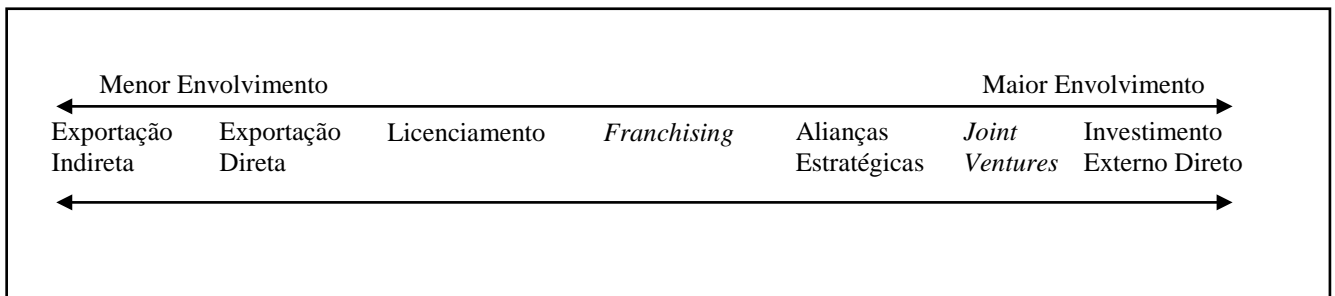 Menor Envolvimento Maior Envolvimento
Exportação Exportação Licenciamento Franchising Alianças Joint Investimento
Indireta Direta Estratégicas Ventures Externo Direto